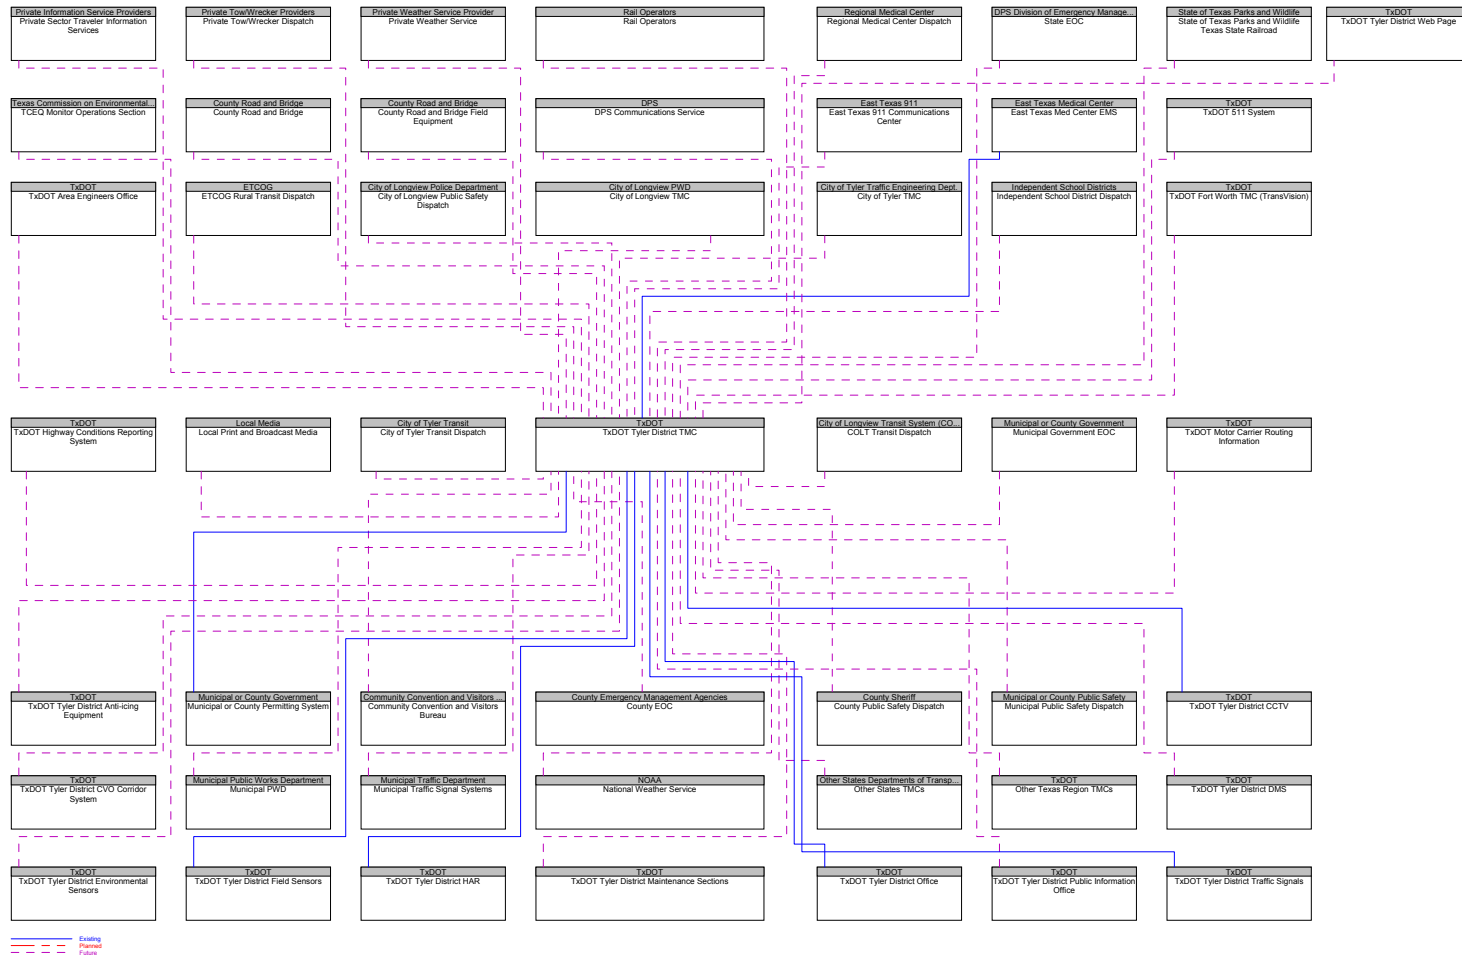 Private Information Service Providers
Private Sector Traveler Information
Services
Private Tow/Wrecker Providers
Private Tow/Wrecker Dispatch
Private Weather Service Provider
Private Weather Service
Rail Operators
Rail Operators
Regional Medical Center
Regional Medical Center Dispatch
DPS Division of Emergency Manage...
State EOC
State of Texas Parks and Wildlife
State of Texas Parks and Wildlife
Texas State Railroad
TxDOT
TxDOT Tyler District Web Page
Texas Commission on Environmental...
TCEQ Monitor Operations Section
County Road and Bridge
County Road and Bridge
County Road and Bridge
County Road and Bridge Field
Equipment
DPS
DPS Communications Service
East Texas 911
East Texas 911 Communications
Center
East Texas Medical Center
East Texas Med Center EMS
TxDOT
TxDOT 511 System
TxDOT
TxDOT Area Engineers Office
ETCOG
ETCOG Rural Transit Dispatch
City of Longview Police Department
City of Longview Public Safety
Dispatch
City of Longview PWD
City of Longview TMC
City of Tyler Traffic Engineering Dept.
City of Tyler TMC
Independent School Districts
Independent School District Dispatch
TxDOT
TxDOT Fort Worth TMC (TransVision)
TxDOT
TxDOT Highway Conditions Reporting
System
Local Media
Local Print and Broadcast Media
City of Tyler Transit
City of Tyler Transit Dispatch
TxDOT
TxDOT Tyler District TMC
City of Longview Transit System (CO...
COLT Transit Dispatch
Municipal or County Government
Municipal Government EOC
TxDOT
TxDOT Motor Carrier Routing
Information
TxDOT
TxDOT Tyler District Anti-icing
Equipment
Municipal or County Government
Municipal or County Permitting System
Community Convention and Visitors ...
Community Convention and Visitors
Bureau
County Emergency Management Agencies
County EOC
County Sheriff
County Public Safety Dispatch
Municipal or County Public Safety
Municipal Public Safety Dispatch
TxDOT
TxDOT Tyler District CCTV
TxDOT
TxDOT Tyler District CVO Corridor
System
Municipal Public Works Department
Municipal PWD
Municipal Traffic Department
Municipal Traffic Signal Systems
NOAA
National Weather Service
Other States Departments of Transp...
Other States TMCs
TxDOT
Other Texas Region TMCs
TxDOT
TxDOT Tyler District DMS
TxDOT
TxDOT Tyler District Environmental
Sensors
TxDOT
TxDOT Tyler District Field Sensors
TxDOT
TxDOT Tyler District HAR
TxDOT
TxDOT Tyler District Maintenance Sections
TxDOT
TxDOT Tyler District Office
TxDOT
TxDOT Tyler District Public Information
Office
TxDOT
TxDOT Tyler District Traffic Signals
Existing
Planned
Future